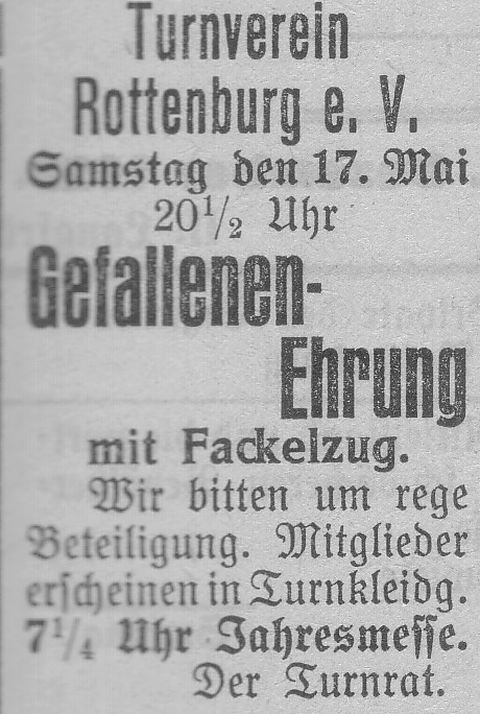 Turnverein
Rottenburg e. V.
Samstag den 17. Mai
20½ Uhr
Gefallenen-
Ehrung
mit Fackelzug.
Wir bitten um rege
Beteiligung. Mitglieder
erscheinen in Turnkleidg.
7¼ Uhr Jahresmesse.
Der Turnrat.